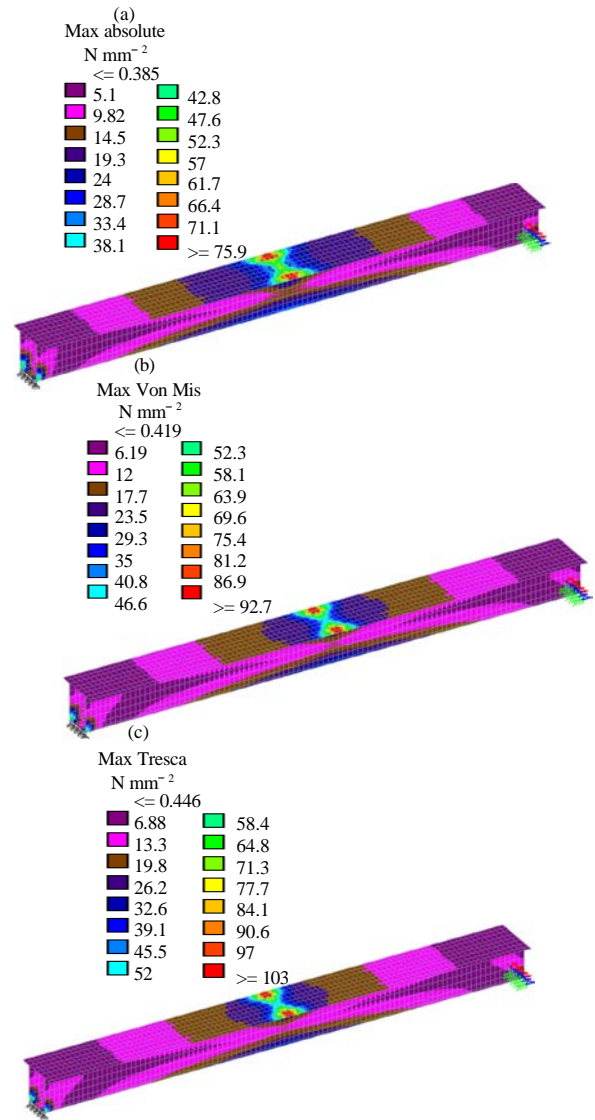 (a)
Max absolute
N mm⁻²
<= 0.385
5.1 42.8
9.82 47.6
14.5 52.3
19.3 57
24 61.7
28.7 66.4
33.4 71.1
38.1 >= 75.9
(b)
Max Von Mis
N mm⁻²
<= 0.419
6.19 52.3
12 58.1
17.7 63.9
23.5 69.6
29.3 75.4
35 81.2
40.8 86.9
46.6 >= 92.7
(c)
Max Tresca
N mm⁻²
<= 0.446
6.88 58.4
13.3 64.8
19.8 71.3
26.2 77.7
32.6 84.1
39.1 90.6
45.5 97
52 >= 103